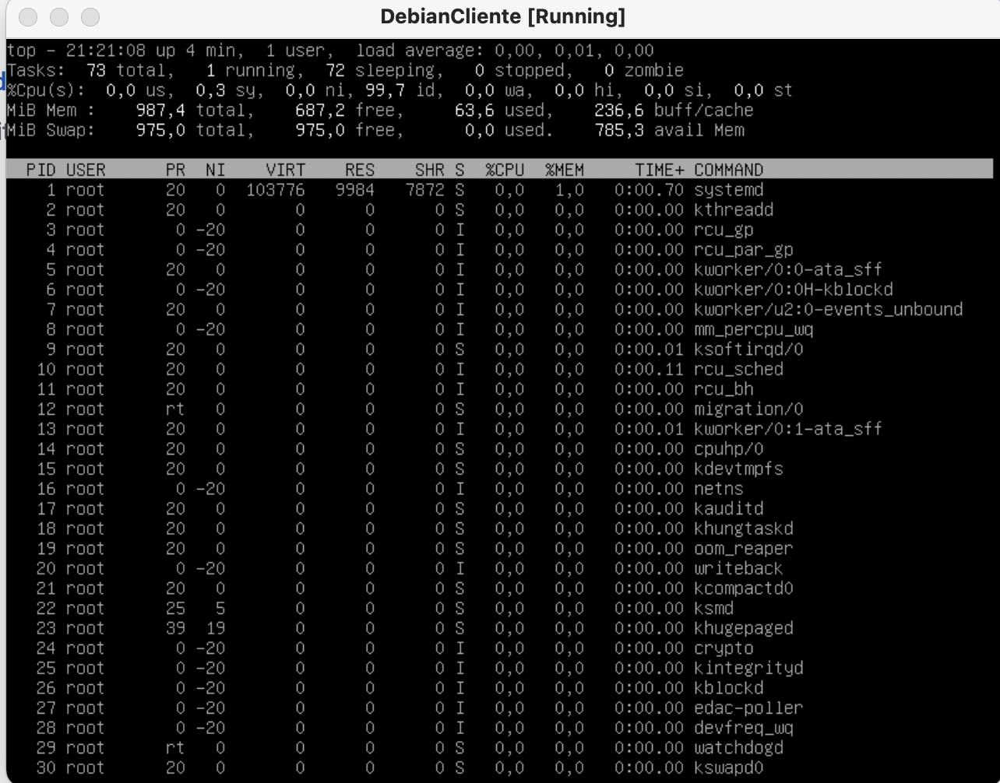 DebianCliente [Running]
top - 21:21:08 up 4 min,  1 user,  load average: 0,00, 0,01, 0,00
Tasks:  73 total,   1 running,  72 sleeping,   0 stopped,   0 zombie
%Cpu(s):  0,0 us,  0,3 sy,  0,0 ni, 99,7 id,  0,0 wa,  0,0 hi,  0,0 si,  0,0 st
MiB Mem :    987,4 total,    687,2 free,     63,6 used,    236,6 buff/cache
MiB Swap:    975,0 total,    975,0 free,      0,0 used.    785,3 avail Mem
PID USER      PR  NI    VIRT    RES    SHR S  %CPU  %MEM     TIME+ COMMAND
1 root      20   0  103776   9984   7872 S   0,0   1,0   0:00.70 systemd
2 root      20   0       0      0      0 S   0,0   0,0   0:00.00 kthreadd
3 root       0 -20       0      0      0 I   0,0   0,0   0:00.00 rcu_gp
4 root       0 -20       0      0      0 I   0,0   0,0   0:00.00 rcu_par_gp
5 root      20   0       0      0      0 I   0,0   0,0   0:00.00 kworker/0:0-ata_sff
6 root       0 -20       0      0      0 I   0,0   0,0   0:00.00 kworker/0:0H-kblockd
7 root      20   0       0      0      0 I   0,0   0,0   0:00.00 kworker/u2:0-events_unbound
8 root       0 -20       0      0      0 I   0,0   0,0   0:00.00 mm_percpu_wq
9 root      20   0       0      0      0 S   0,0   0,0   0:00.01 ksoftirqd/0
10 root      20   0       0      0      0 I   0,0   0,0   0:00.11 rcu_sched
11 root      20   0       0      0      0 I   0,0   0,0   0:00.00 rcu_bh
12 root      rt   0       0      0      0 S   0,0   0,0   0:00.00 migration/0
13 root      20   0       0      0      0 I   0,0   0,0   0:00.01 kworker/0:1-ata_sff
14 root      20   0       0      0      0 S   0,0   0,0   0:00.00 cpuhp/0
15 root      20   0       0      0      0 S   0,0   0,0   0:00.00 kdevtmpfs
16 root       0 -20       0      0      0 I   0,0   0,0   0:00.00 netns
17 root      20   0       0      0      0 S   0,0   0,0   0:00.00 kauditd
18 root      20   0       0      0      0 S   0,0   0,0   0:00.00 khungtaskd
19 root      20   0       0      0      0 S   0,0   0,0   0:00.00 oom_reaper
20 root       0 -20       0      0      0 I   0,0   0,0   0:00.00 writeback
21 root      20   0       0      0      0 S   0,0   0,0   0:00.00 kcompactd0
22 root      25   5       0      0      0 S   0,0   0,0   0:00.00 ksmd
23 root      39  19       0      0      0 S   0,0   0,0   0:00.00 khugepaged
24 root       0 -20       0      0      0 I   0,0   0,0   0:00.00 crypto
25 root       0 -20       0      0      0 I   0,0   0,0   0:00.00 kintegrityd
26 root       0 -20       0      0      0 I   0,0   0,0   0:00.00 kblockd
27 root       0 -20       0      0      0 I   0,0   0,0   0:00.00 edac-poller
28 root       0 -20       0      0      0 I   0,0   0,0   0:00.00 devfreq_wq
29 root      rt   0       0      0      0 S   0,0   0,0   0:00.00 watchdogd
30 root      20   0       0      0      0 S   0,0   0,0   0:00.00 kswapd0